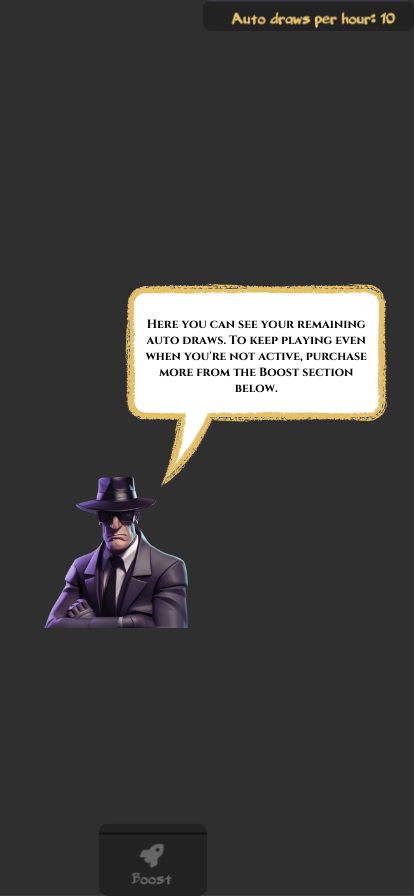 Auto draws per hour: 10
Here you can see your remaining
auto draws. To keep playing even
when you're not active, purchase
more from the Boost section
below.
Boost